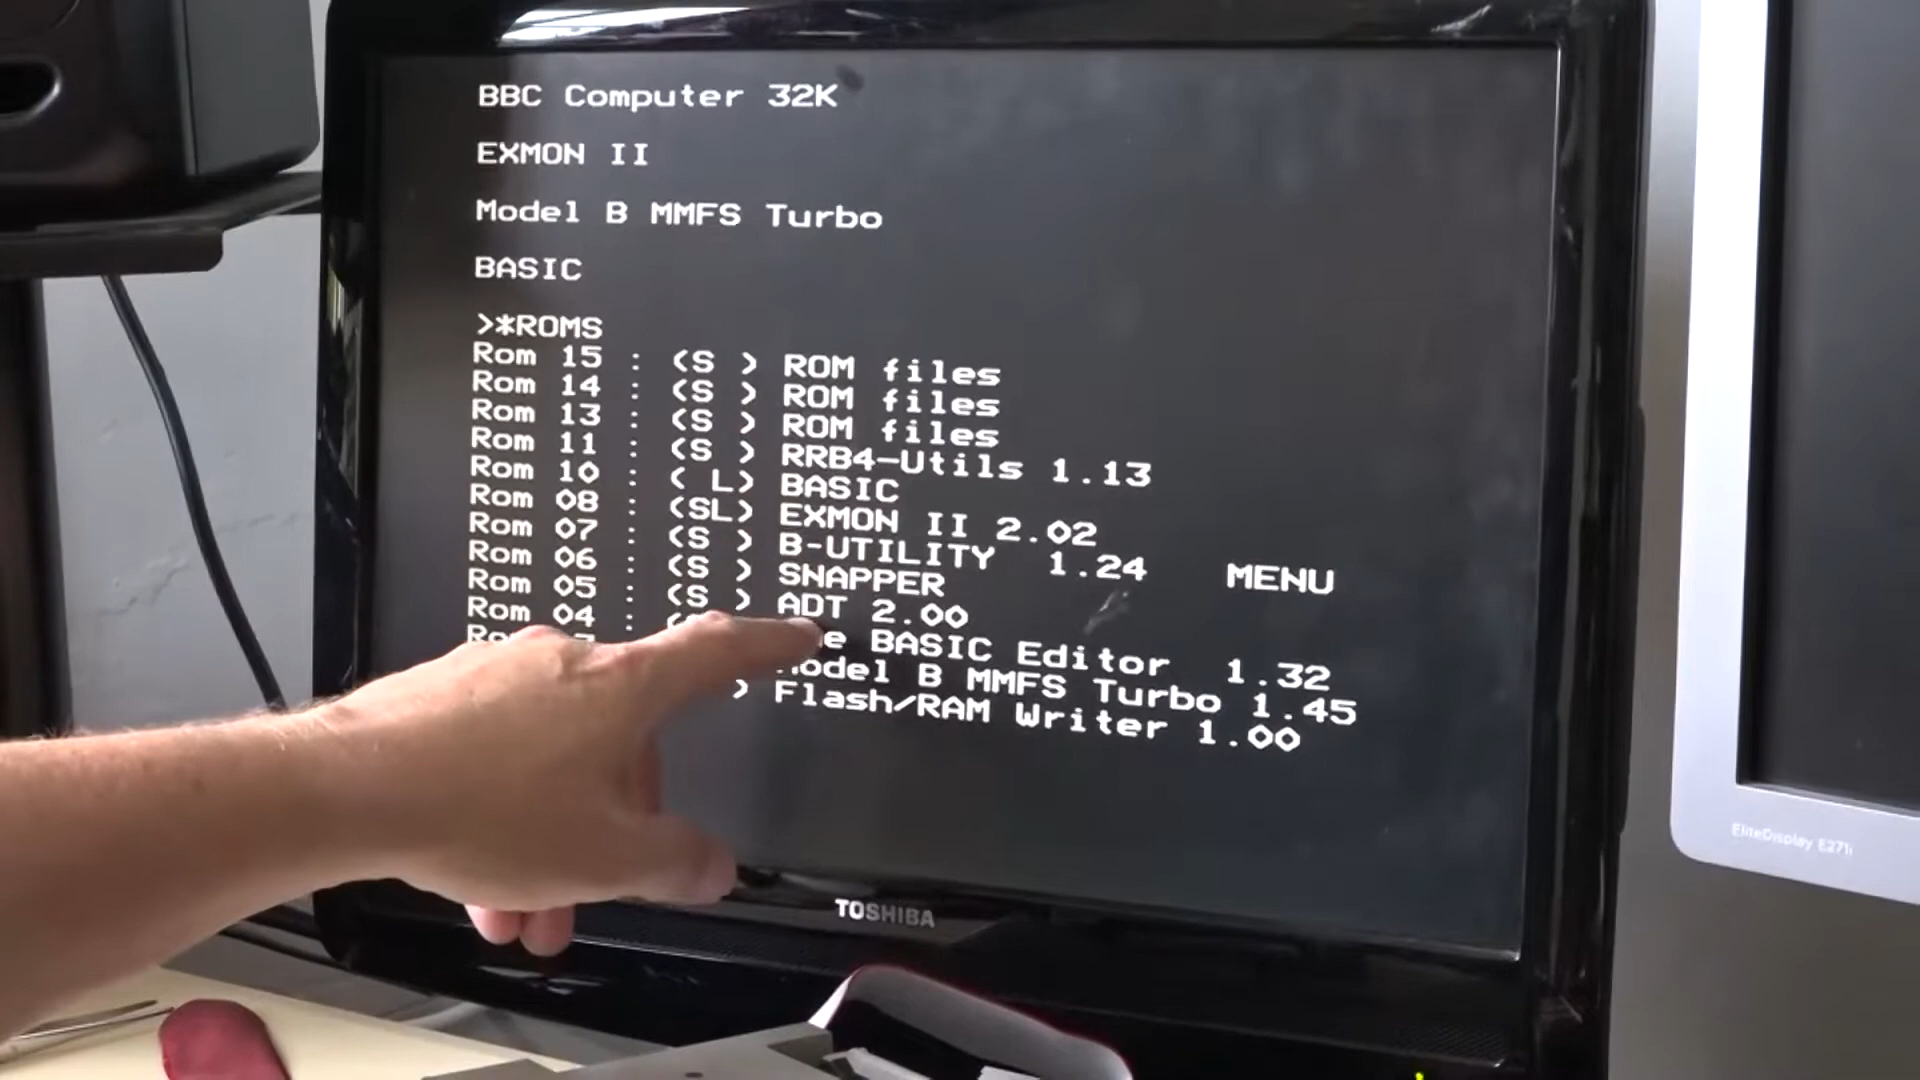 BBC Computer 32K
EXMON II
Model B MMFS Turbo
BASIC
>*ROMS
Rom 15 : (S ) ROM files
Rom 14 : (S ) ROM files
Rom 13 : (S ) ROM files
Rom 11 : (S ) RRB4-Utils 1.13
Rom 10 : ( L) BASIC
Rom 08 : (SL) EXMON II 2.02
Rom 07 : (S ) B-UTILITY 1.24 MENU
Rom 06 : (S ) SNAPPER
Rom 05 : (S ) ADT 2.00
Rom 04 : BASIC Editor 1.32
Model B MMFS Turbo 1.45
) Flash/RAM Writer 1.00
TOSHIBA
EliteDisplay E271i